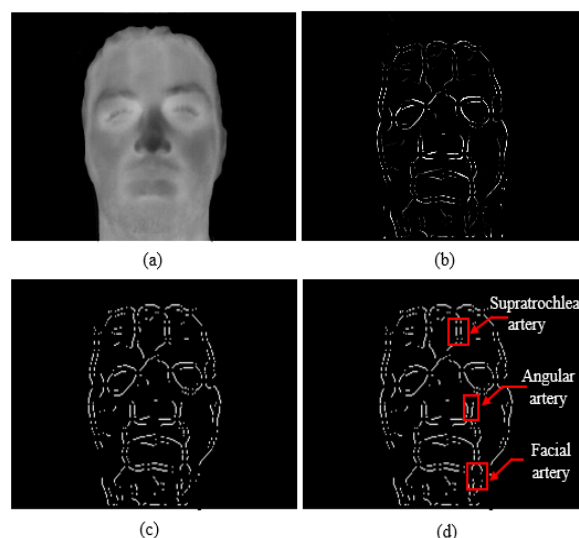 (a)
(b)
Supratrochlea
artery
Angular
artery
Facial
artery
(c)
(d)